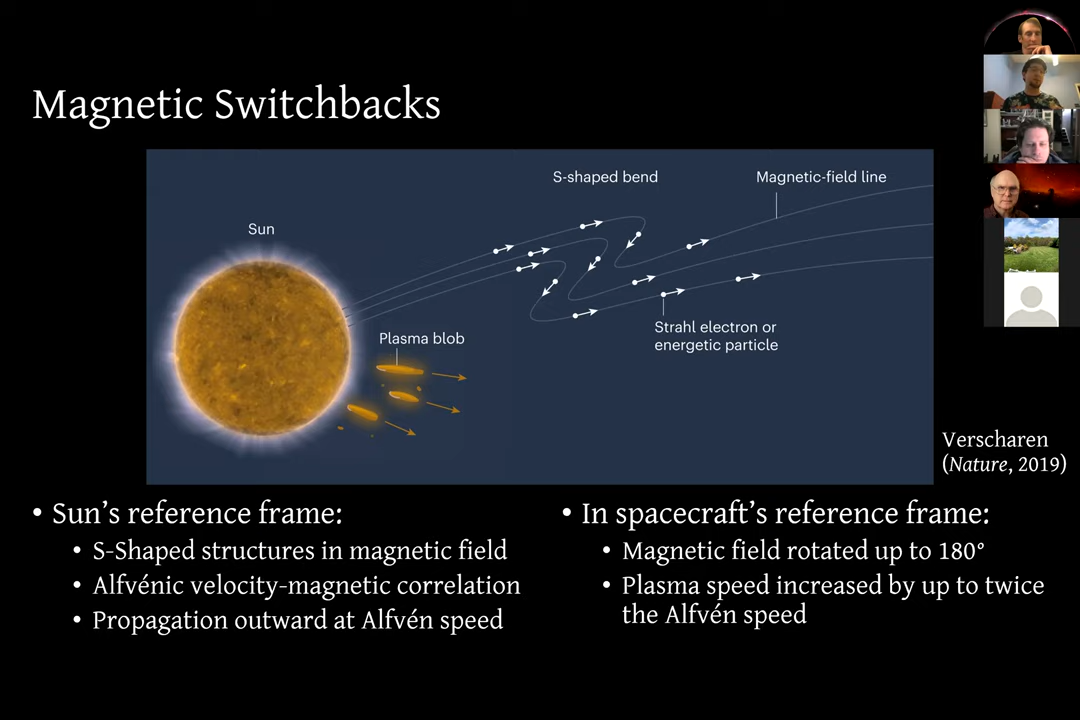 Magnetic Switchbacks
S-shaped bend
Magnetic-field line
Sun
Plasma blob
Strahl electron or
energetic particle
Verscharen
(Nature, 2019)
• Sun’s reference frame:
• S-Shaped structures in magnetic field
• Alfvénic velocity-magnetic correlation
• Propagation outward at Alfvén speed
• In spacecraft’s reference frame:
• Magnetic field rotated up to 180°
• Plasma speed increased by up to twice
the Alfvén speed